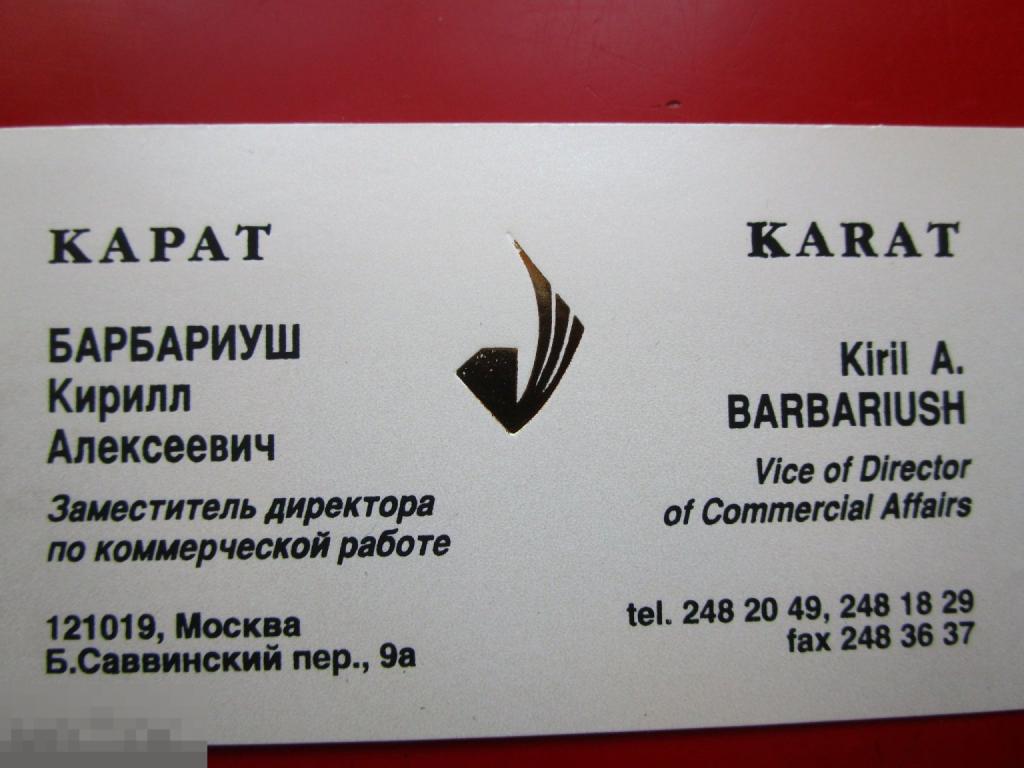 КАРАТ
БАРБАРИУШ
Кирилл
Алексеевич
Заместитель директора
по коммерческой работе
121019, Москва
Б.Саввинский пер., 9а
KARAT
Kiril A.
BARBARIUSH
Vice of Director
of Commercial Affairs
tel. 248 20 49, 248 18 29
fax 248 36 37